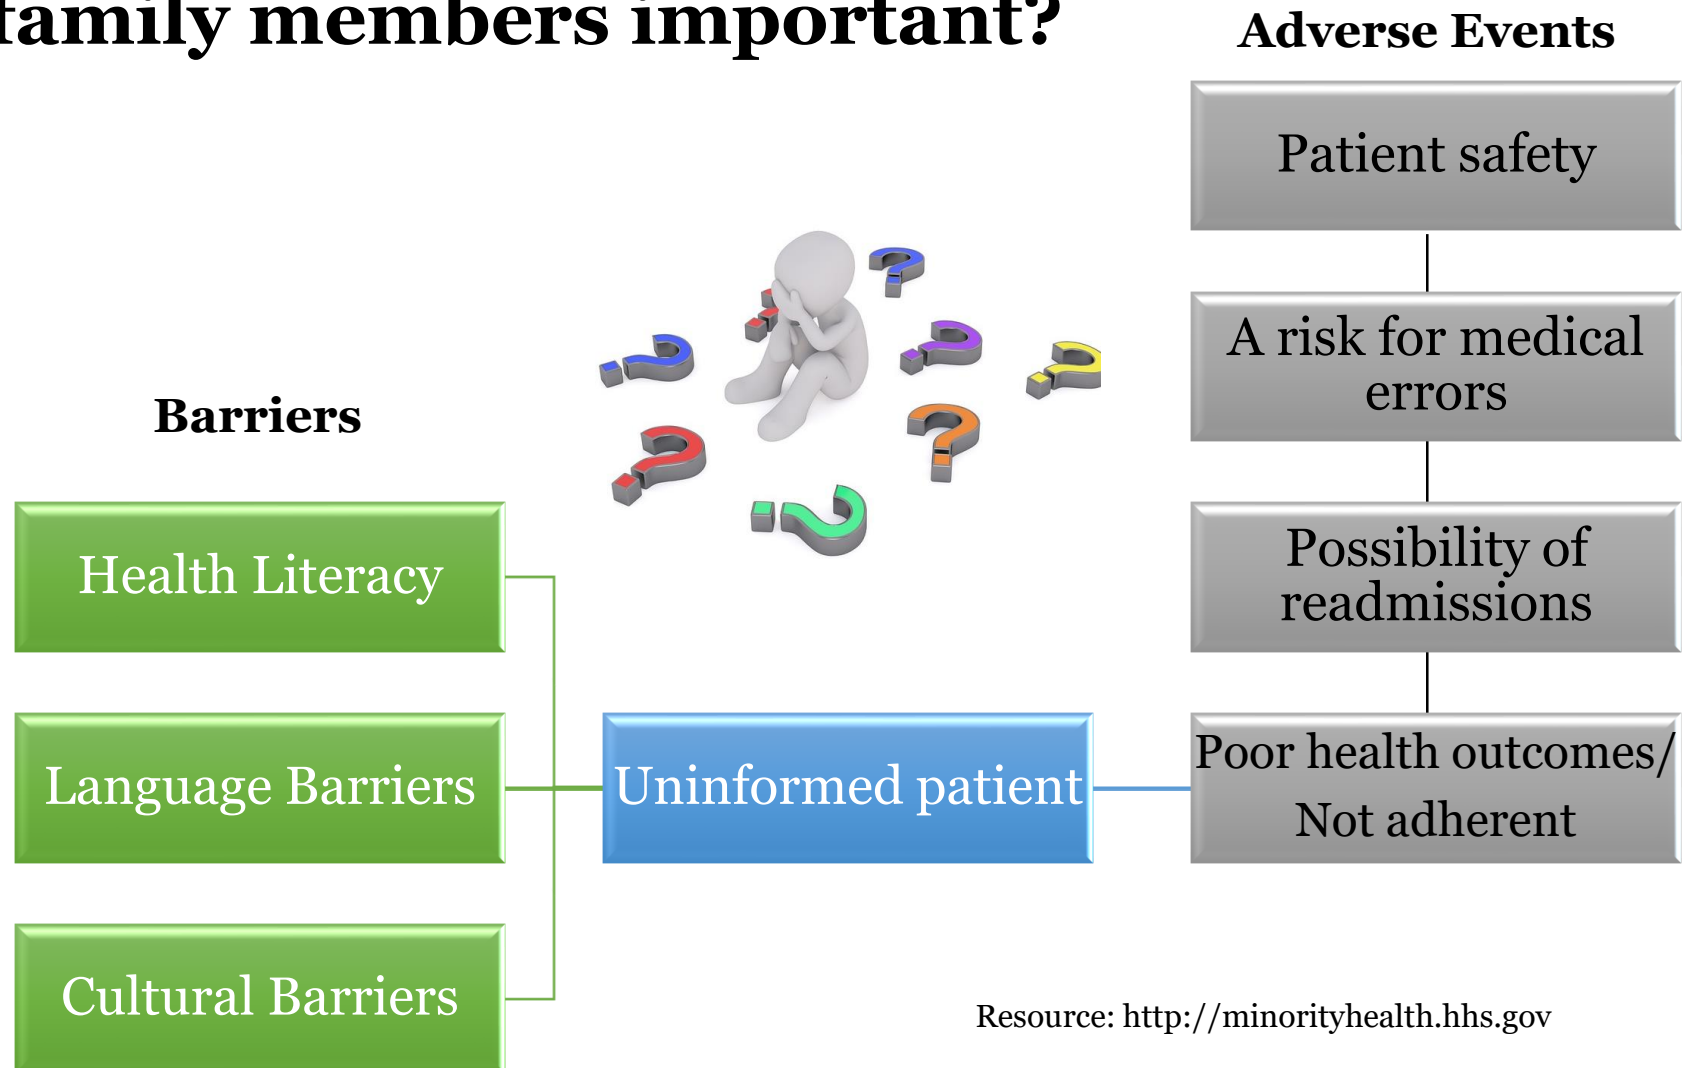 family members important?
Adverse Events
Patient safety
A risk for medical
errors
Possibility of
readmissions
Poor health outcomes/
Not adherent
Barriers
Health Literacy
Language Barriers
Cultural Barriers
Uninformed patient
Resource: http://minorityhealth.hhs.gov